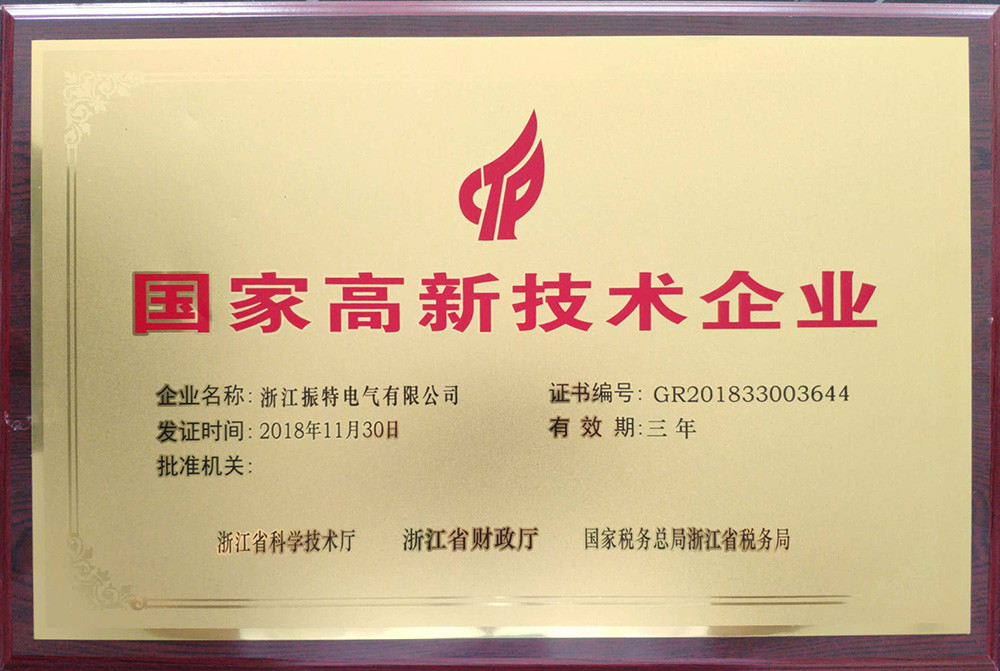 CTP
国家高新技术企业
企业名称: 浙江振特电气有限公司
证书编号: GR201833003644
发证时间: 2018年11月30日
有效期: 三年
批准机关:
浙江省科学技术厅 浙江省财政厅 国家税务总局浙江省税务局